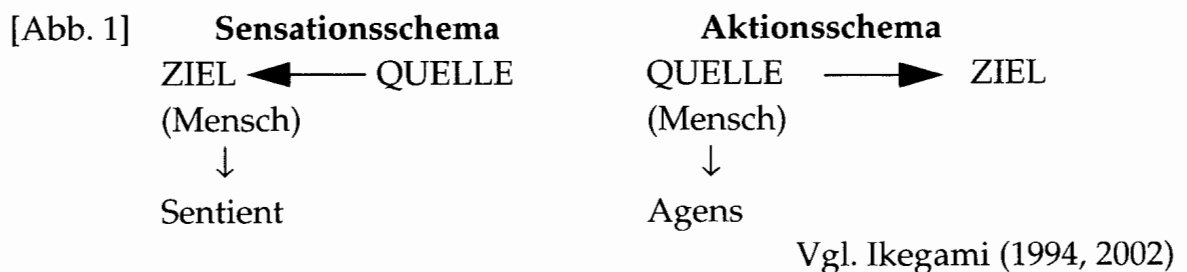 [Abb. 1] Sensationsschema Aktionsschema
ZIEL ← QUELLE QUELLE → ZIEL
(Mensch) (Mensch)
↓ ↓
Sentient Agens
Vgl. Ikegami (1994, 2002)